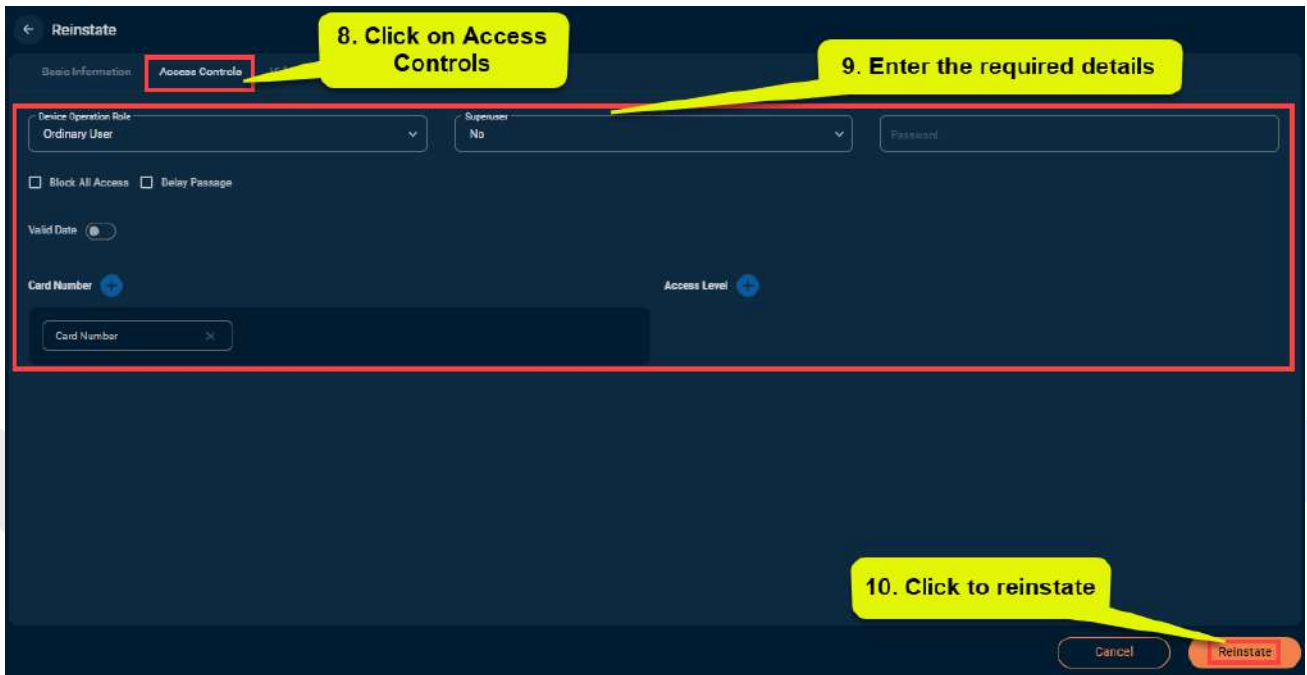 Reinstate
8. Click on Access
Controls
Basic Information Access Controls
9. Enter the required details
Device Operation Role
Ordinary User
Superuser
No
Password
Block All Access Delay Passage
Valid Date
Card Number
Access Level
Card Number
10. Click to reinstate
Cancel Reinstate